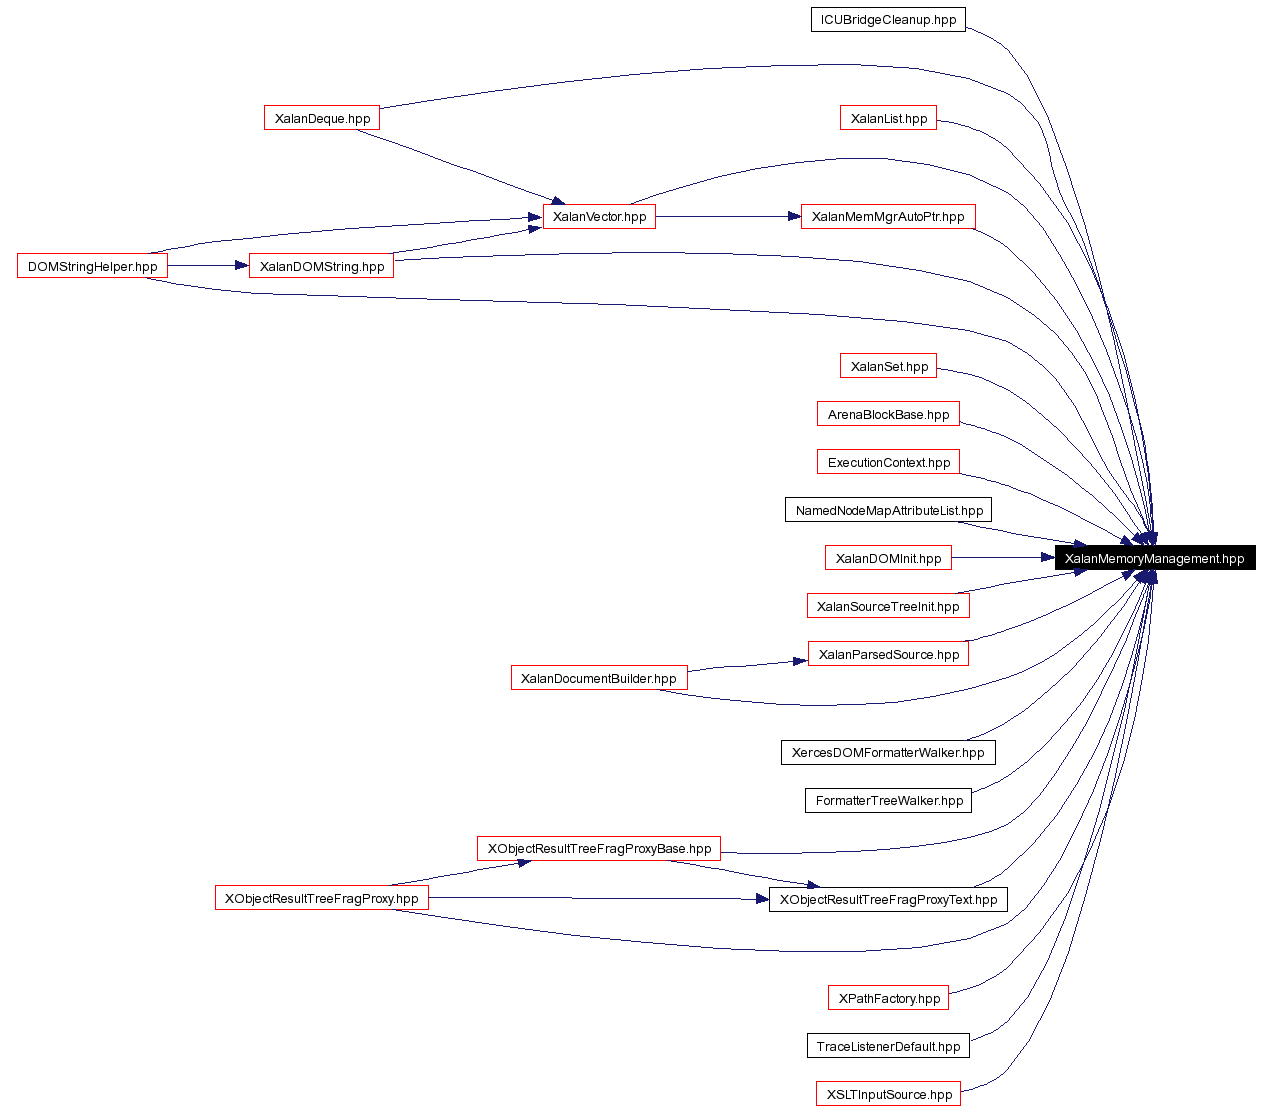 ICUBridgeCleanup.hpp
XalanDeque.hpp
XalanList.hpp
XalanVector.hpp
XalanMemMgrAutoPtr.hpp
DOMStringHelper.hpp
XalanDOMString.hpp
XalanSet.hpp
ArenaBlockBase.hpp
ExecutionContext.hpp
NamedNodeMapAttributeList.hpp
XalanDOMInit.hpp
XalanMemoryManagement.hpp
XalanSourceTreeInit.hpp
XalanParsedSource.hpp
XalanDocumentBuilder.hpp
XercesDOMFormatterWalker.hpp
FormatterTreeWalker.hpp
XObjectResultTreeFragProxyBase.hpp
XObjectResultTreeFragProxy.hpp
XObjectResultTreeFragProxyText.hpp
XPathFactory.hpp
TraceListenerDefault.hpp
XSLTInputSource.hpp